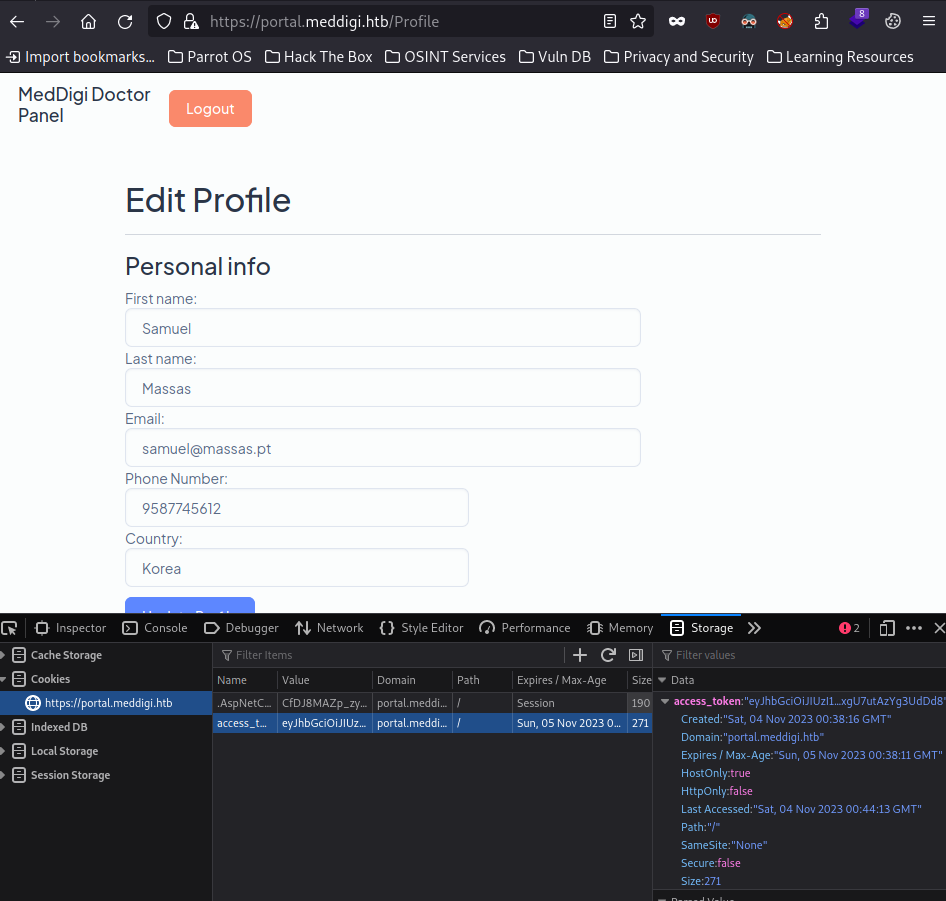 https://portal.meddigi.htb/Profile
8
Import bookmarks... Parrot OS Hack The Box OSINT Services Vuln DB Privacy and Security Learning Resources
MedDigi Doctor
Panel
Logout
Edit Profile
Personal info
First name:
Samuel
Last name:
Massas
Email:
samuel@massas.pt
Phone Number:
9587745612
Country:
Korea
Inspector Console Debugger Network Style Editor Performance Memory Storage 2
Cache Storage
Cookies
https://portal.meddigi.htb
Indexed DB
Local Storage
Session Storage
Filter Items
Name Value Domain Path Expires / Max-Age Size
.AspNetC... CfDJ8MAZp_zy... portal.meddi... / Session 190
access_t... eyJhbGciOiJIUz... portal.meddi... / Sun, 05 Nov 2023 0... 271
Filter values
Data
access_token:"eyJhbGciOiJIUzI1...xgU7utAzYg3UdDd8"
Created:"Sat, 04 Nov 2023 00:38:16 GMT"
Domain:"portal.meddigi.htb"
Expires / Max-Age:"Sun, 05 Nov 2023 00:38:11 GMT"
HostOnly:true
HttpOnly:false
Last Accessed:"Sat, 04 Nov 2023 00:44:13 GMT"
Path:"/"
SameSite:"None"
Secure:false
Size:271